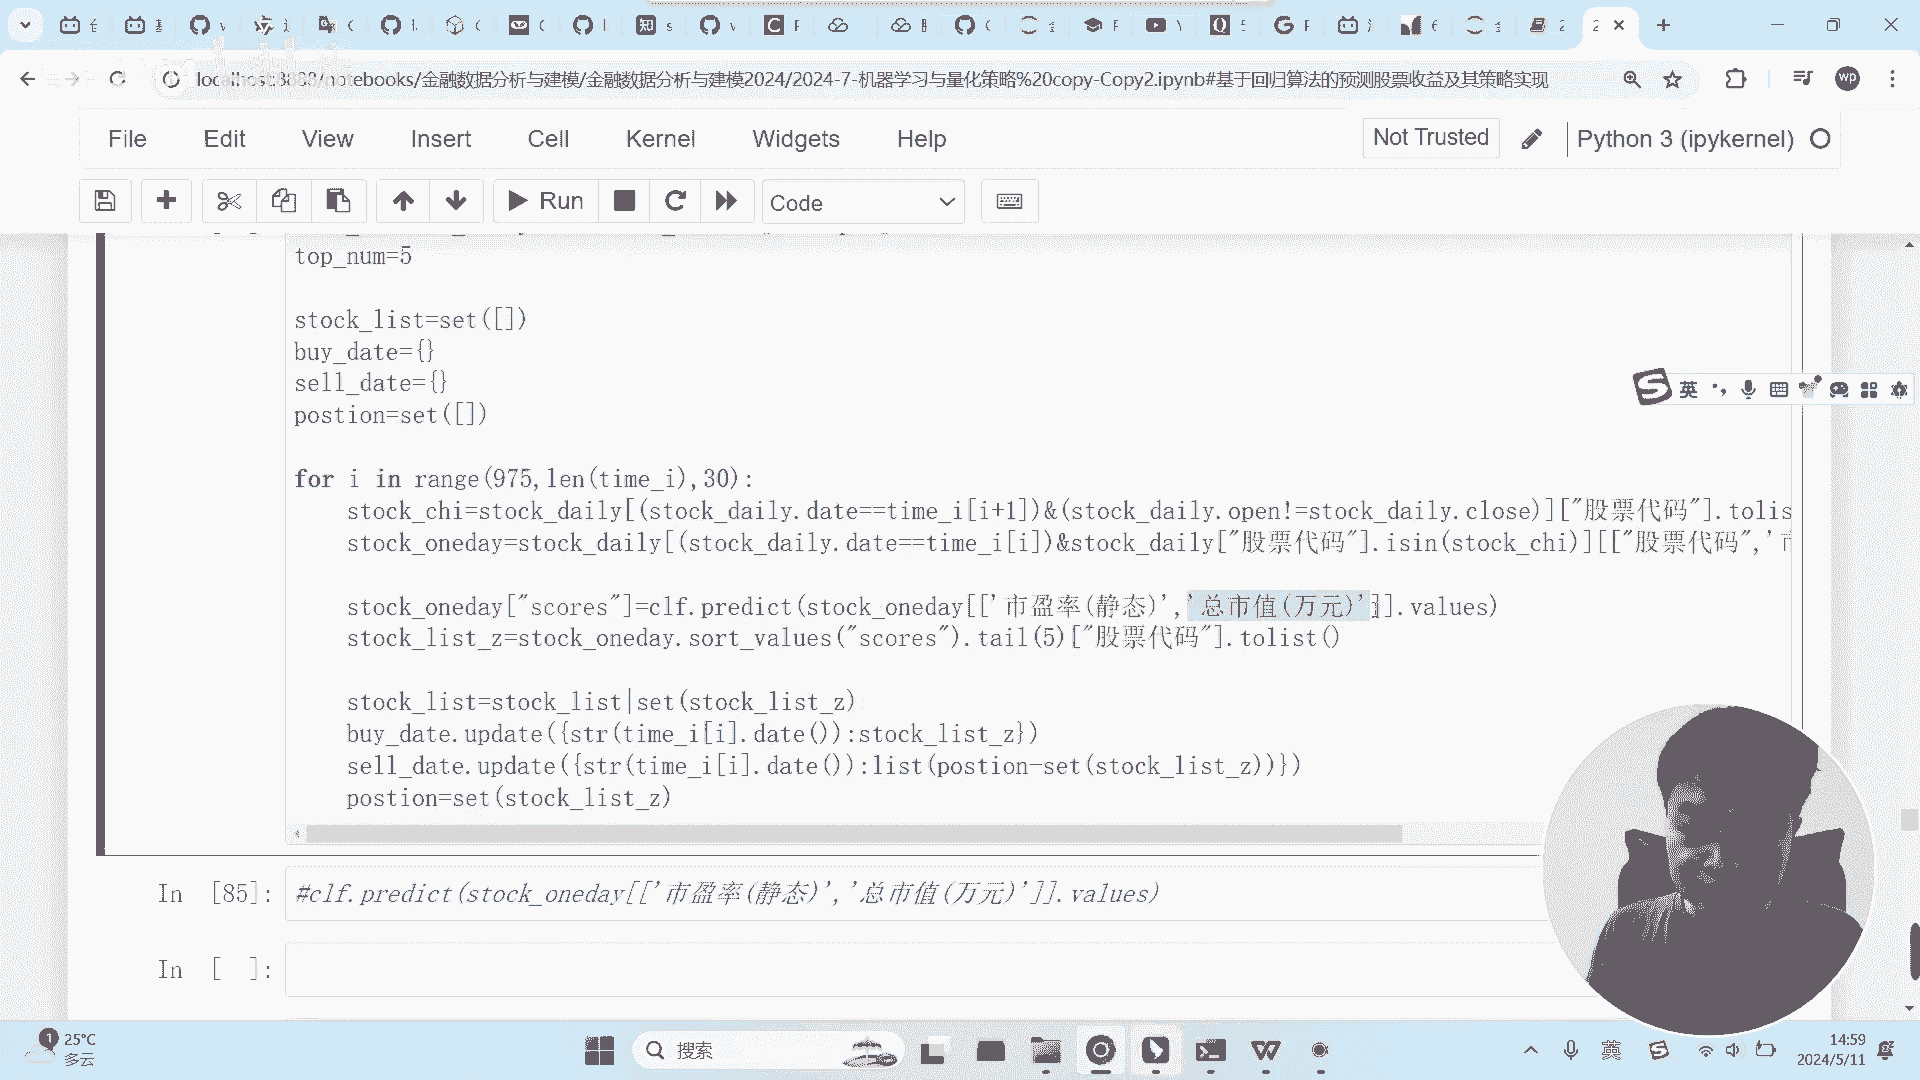 localhost:8888/notebooks/金融数据分析与建模/金融数据分析与建模2024/2024-7-机器学习与量化策略%20copy-Copy2.ipynb#基于回归算法的预测股票收益及其策略实现
wp
File Edit View Insert Cell Kernel Widgets Help Not Trusted Python 3 (ipykernel)
Run Code
top_num=5
stock_list=set([])
buy_date={}
sell_date={}
postion=set([])
for i in range(975,len(time_i),30):
stock_chi=stock_daily[(stock_daily.date==time_i[i+1])&(stock_daily.open!=stock_daily.close)]["股票代码"].tolis
stock_oneday=stock_daily[(stock_daily.date==time_i[i])&stock_daily["股票代码"].isin(stock_chi)][["股票代码",'市
stock_oneday["scores"]=clf.predict(stock_oneday[['市盈率(静态)','总市值(万元)']].values)
stock_list_z=stock_oneday.sort_values("scores").tail(5)["股票代码"].tolist()
stock_list=stock_list|set(stock_list_z)
buy_date.update({str(time_i[i].date()):stock_list_z})
sell_date.update({str(time_i[i].date()):list(postion-set(stock_list_z))})
postion=set(stock_list_z)
In [85]: #clf.predict(stock_oneday[['市盈率(静态)','总市值(万元)']].values)
In [ ]:
英
1
25°C
多云
搜索
英
14:59
2024/5/11